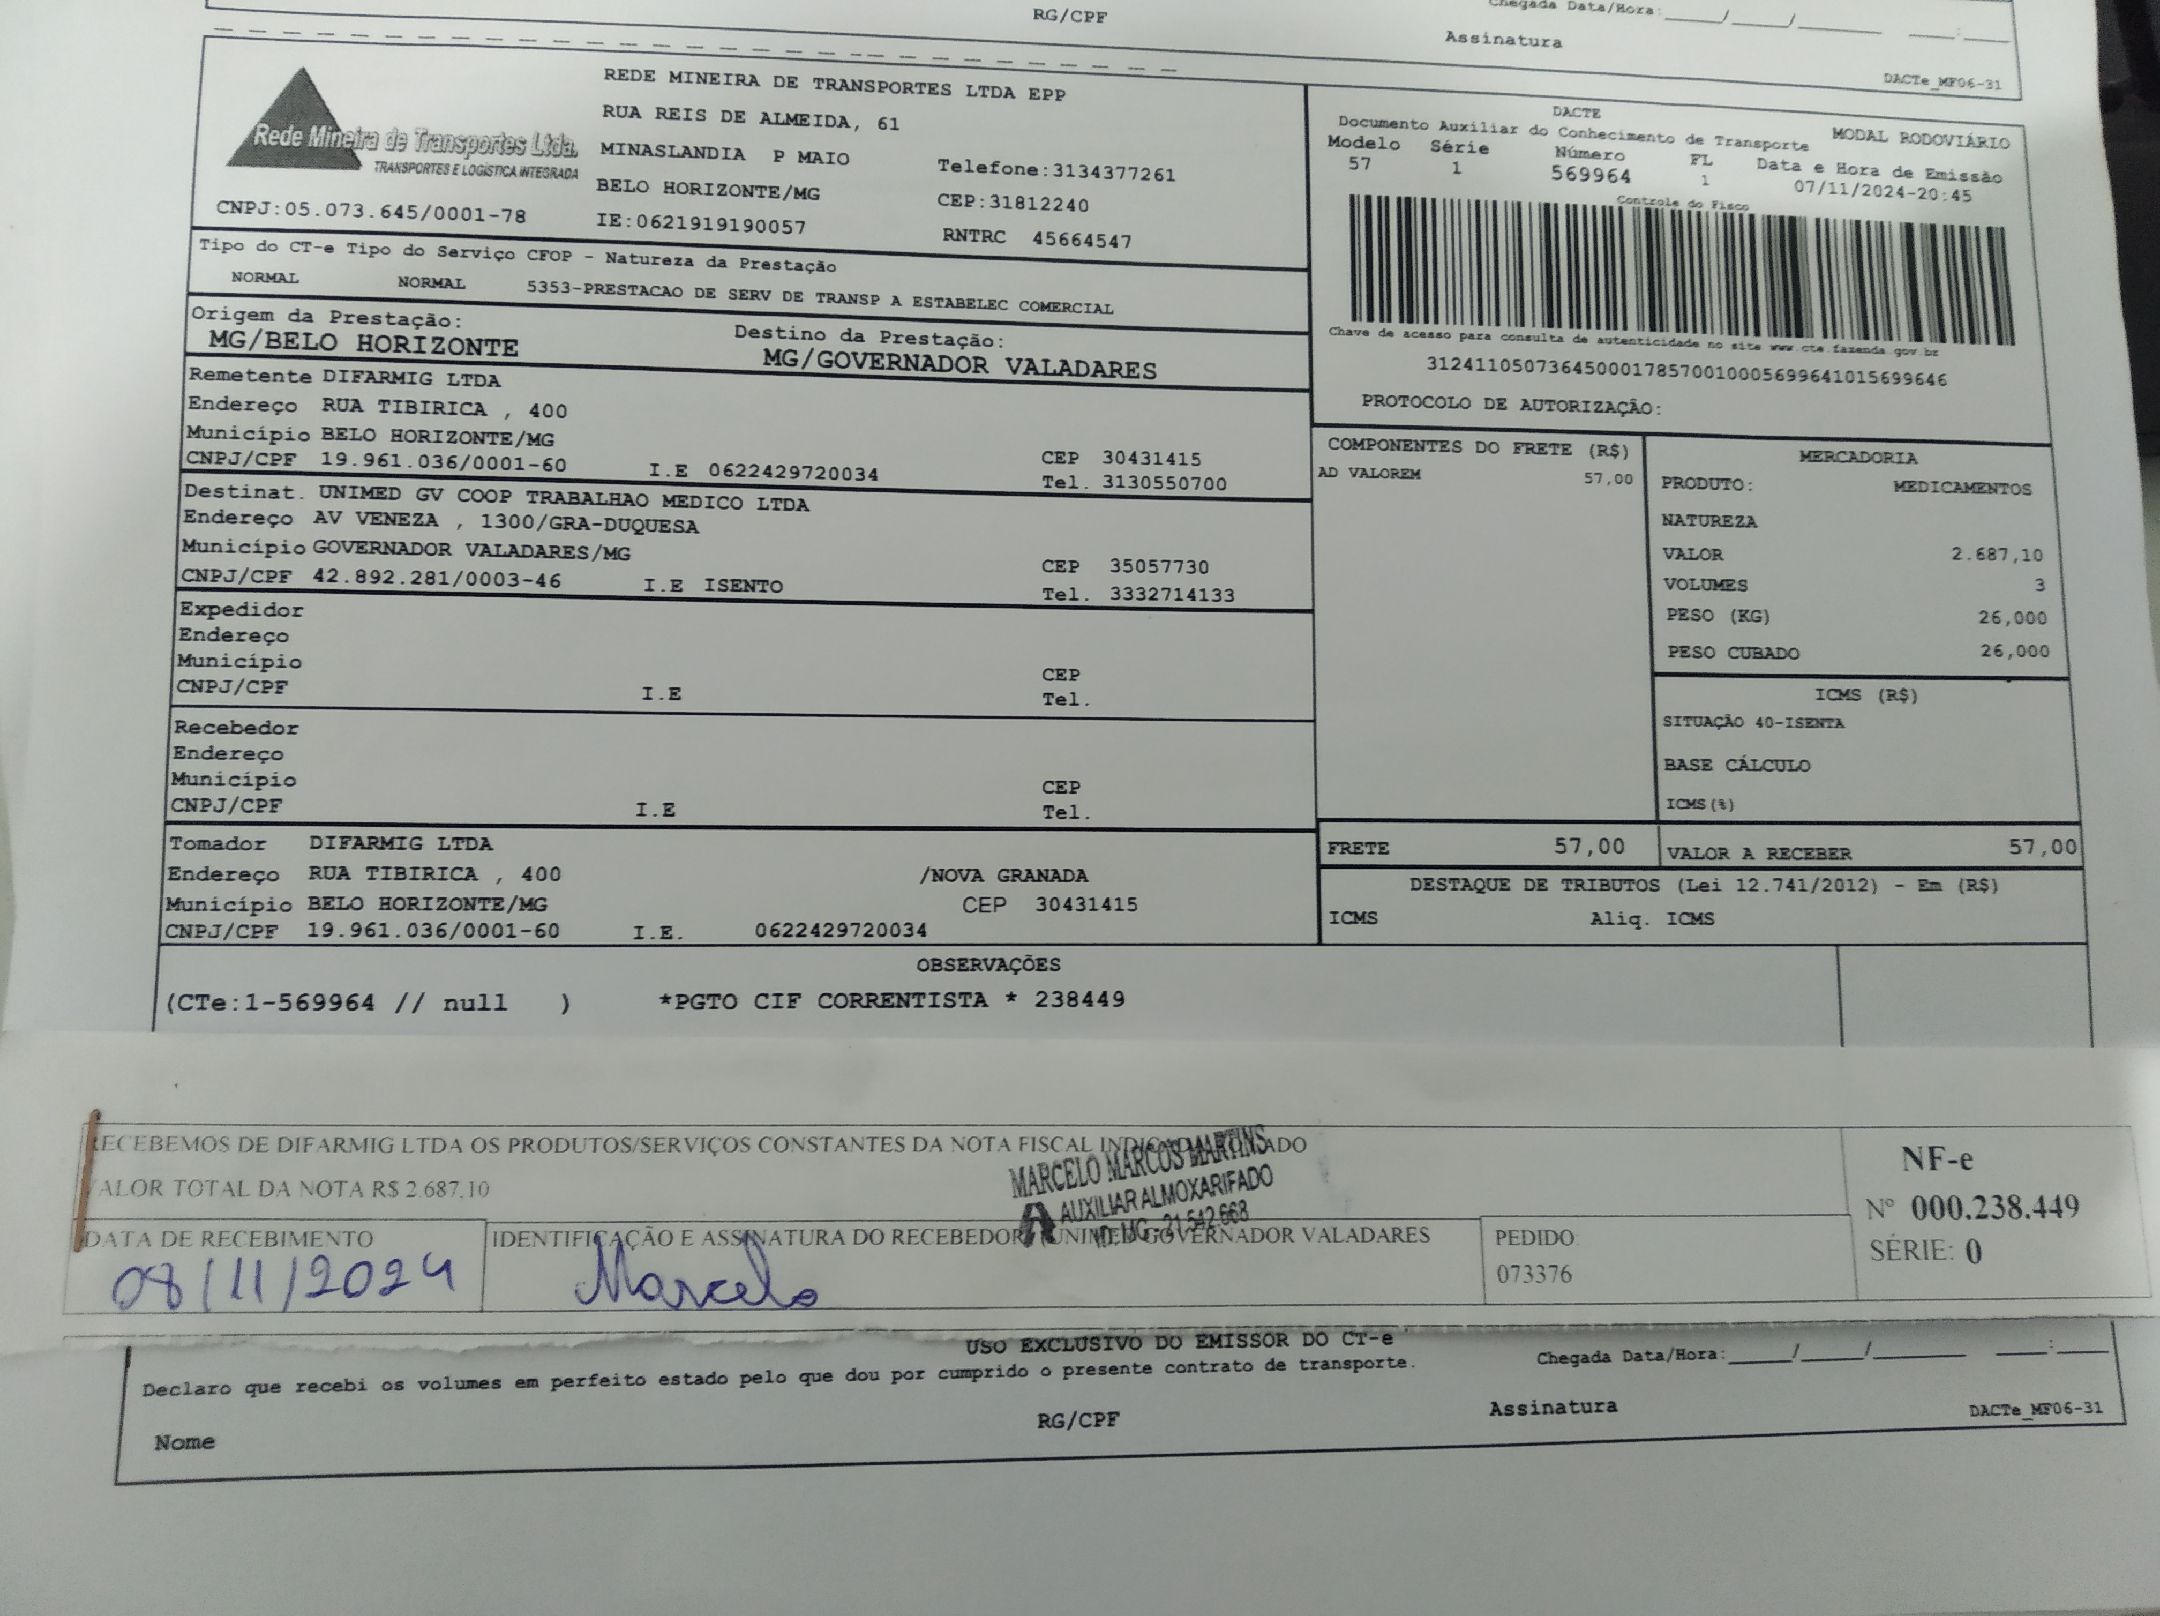 Chegada Data/Hora:_____/_____/_________ ____:____
RG/CPF
Assinatura
DACTe_MF06-31
Rede Mineira de Transportes Ltda.
TRANSPORTES E LOGÍSTICA INTEGRADA
CNPJ:05.073.645/0001-78
REDE MINEIRA DE TRANSPORTES LTDA EPP
RUA REIS DE ALMEIDA, 61
MINASLANDIA P MAIO Telefone:3134377261
BELO HORIZONTE/MG CEP:31812240
IE:0621919190057 RNTRC 45664547
DACTE
Documento Auxiliar do Conhecimento de Transporte MODAL RODOVIÁRIO
Modelo Série Número FL Data e Hora de Emissão
57 1 569964 1 07/11/2024-20:45
Controle do Fisco
Chave de acesso para consulta de autenticidade no site www.cte.fazenda.gov.br
31241105073645000178570010005699641015699646
PROTOCOLO DE AUTORIZAÇÃO:
Tipo do CT-e Tipo do Serviço CFOP - Natureza da Prestação
NORMAL NORMAL 5353-PRESTACAO DE SERV DE TRANSP A ESTABELEC COMERCIAL
Origem da Prestação: Destino da Prestação:
MG/BELO HORIZONTE MG/GOVERNADOR VALADARES
Remetente DIFARMIG LTDA
Endereço RUA TIBIRICA , 400
Município BELO HORIZONTE/MG CEP 30431415
CNPJ/CPF 19.961.036/0001-60 I.E 0622429720034 Tel. 3130550700
Destinat. UNIMED GV COOP TRABALHAO MEDICO LTDA
Endereço AV VENEZA , 1300/GRA-DUQUESA
Município GOVERNADOR VALADARES/MG CEP 35057730
CNPJ/CPF 42.892.281/0003-46 I.E ISENTO Tel. 3332714133
Expedidor
Endereço
Município CEP
CNPJ/CPF I.E Tel.
Recebedor
Endereço
Município CEP
CNPJ/CPF I.E Tel.
Tomador DIFARMIG LTDA
Endereço RUA TIBIRICA , 400 /NOVA GRANADA
Município BELO HORIZONTE/MG CEP 30431415
CNPJ/CPF 19.961.036/0001-60 I.E. 0622429720034
COMPONENTES DO FRETE (R$)
AD VALOREM 57,00
MERCADORIA
PRODUTO: MEDICAMENTOS
NATUREZA
VALOR 2.687,10
VOLUMES 3
PESO (KG) 26,000
PESO CUBADO 26,000
ICMS (R$)
SITUAÇÃO 40-ISENTA
BASE CÁLCULO
ICMS(%)
FRETE 57,00 VALOR A RECEBER 57,00
DESTAQUE DE TRIBUTOS (Lei 12.741/2012) - Em (R$)
ICMS Aliq. ICMS
OBSERVAÇÕES
(CTe:1-569964 // null ) *PGTO CIF CORRENTISTA * 238449
RECEBEMOS DE DIFARMIG LTDA OS PRODUTOS/SERVIÇOS CONSTANTES DA NOTA FISCAL
VALOR TOTAL DA NOTA R$ 2.687,10
MARCELO MARCOS MARTINS
AUXILIAR ALMOXARIFADO
ID. MG-21.542.668
DATA DE RECEBIMENTO
08/11/2024
IDENTIFICAÇÃO E ASSINATURA DO RECEBEDOR UNIMED GOVERNADOR VALADARES
Marcelo
PEDIDO:
073376
NF-e
Nº 000.238.449
SÉRIE: 0
USO EXCLUSIVO DO EMISSOR DO CT-e
Declaro que recebi os volumes em perfeito estado pelo que dou por cumprido o presente contrato de transporte. Chegada Data/Hora:_____/_____/_________ ____:____
Nome RG/CPF Assinatura
DACTe_MF06-31